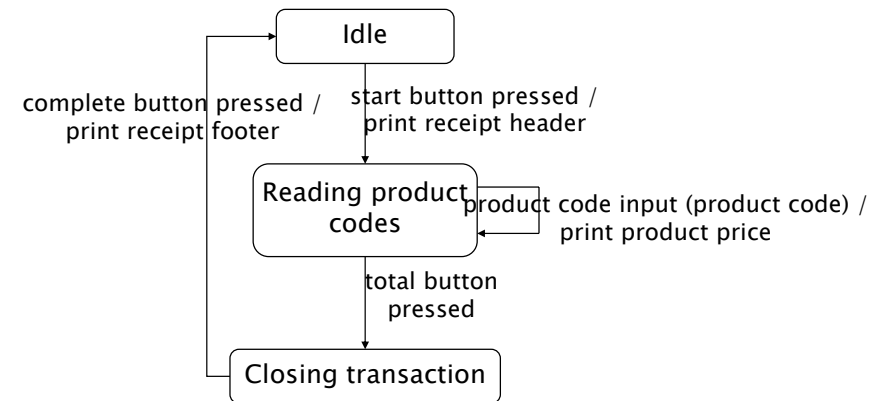 Idle
complete button pressed /
print receipt footer
start button pressed /
print receipt header
Reading product
codes
product code input (product code) /
print product price
total button
pressed
Closing transaction